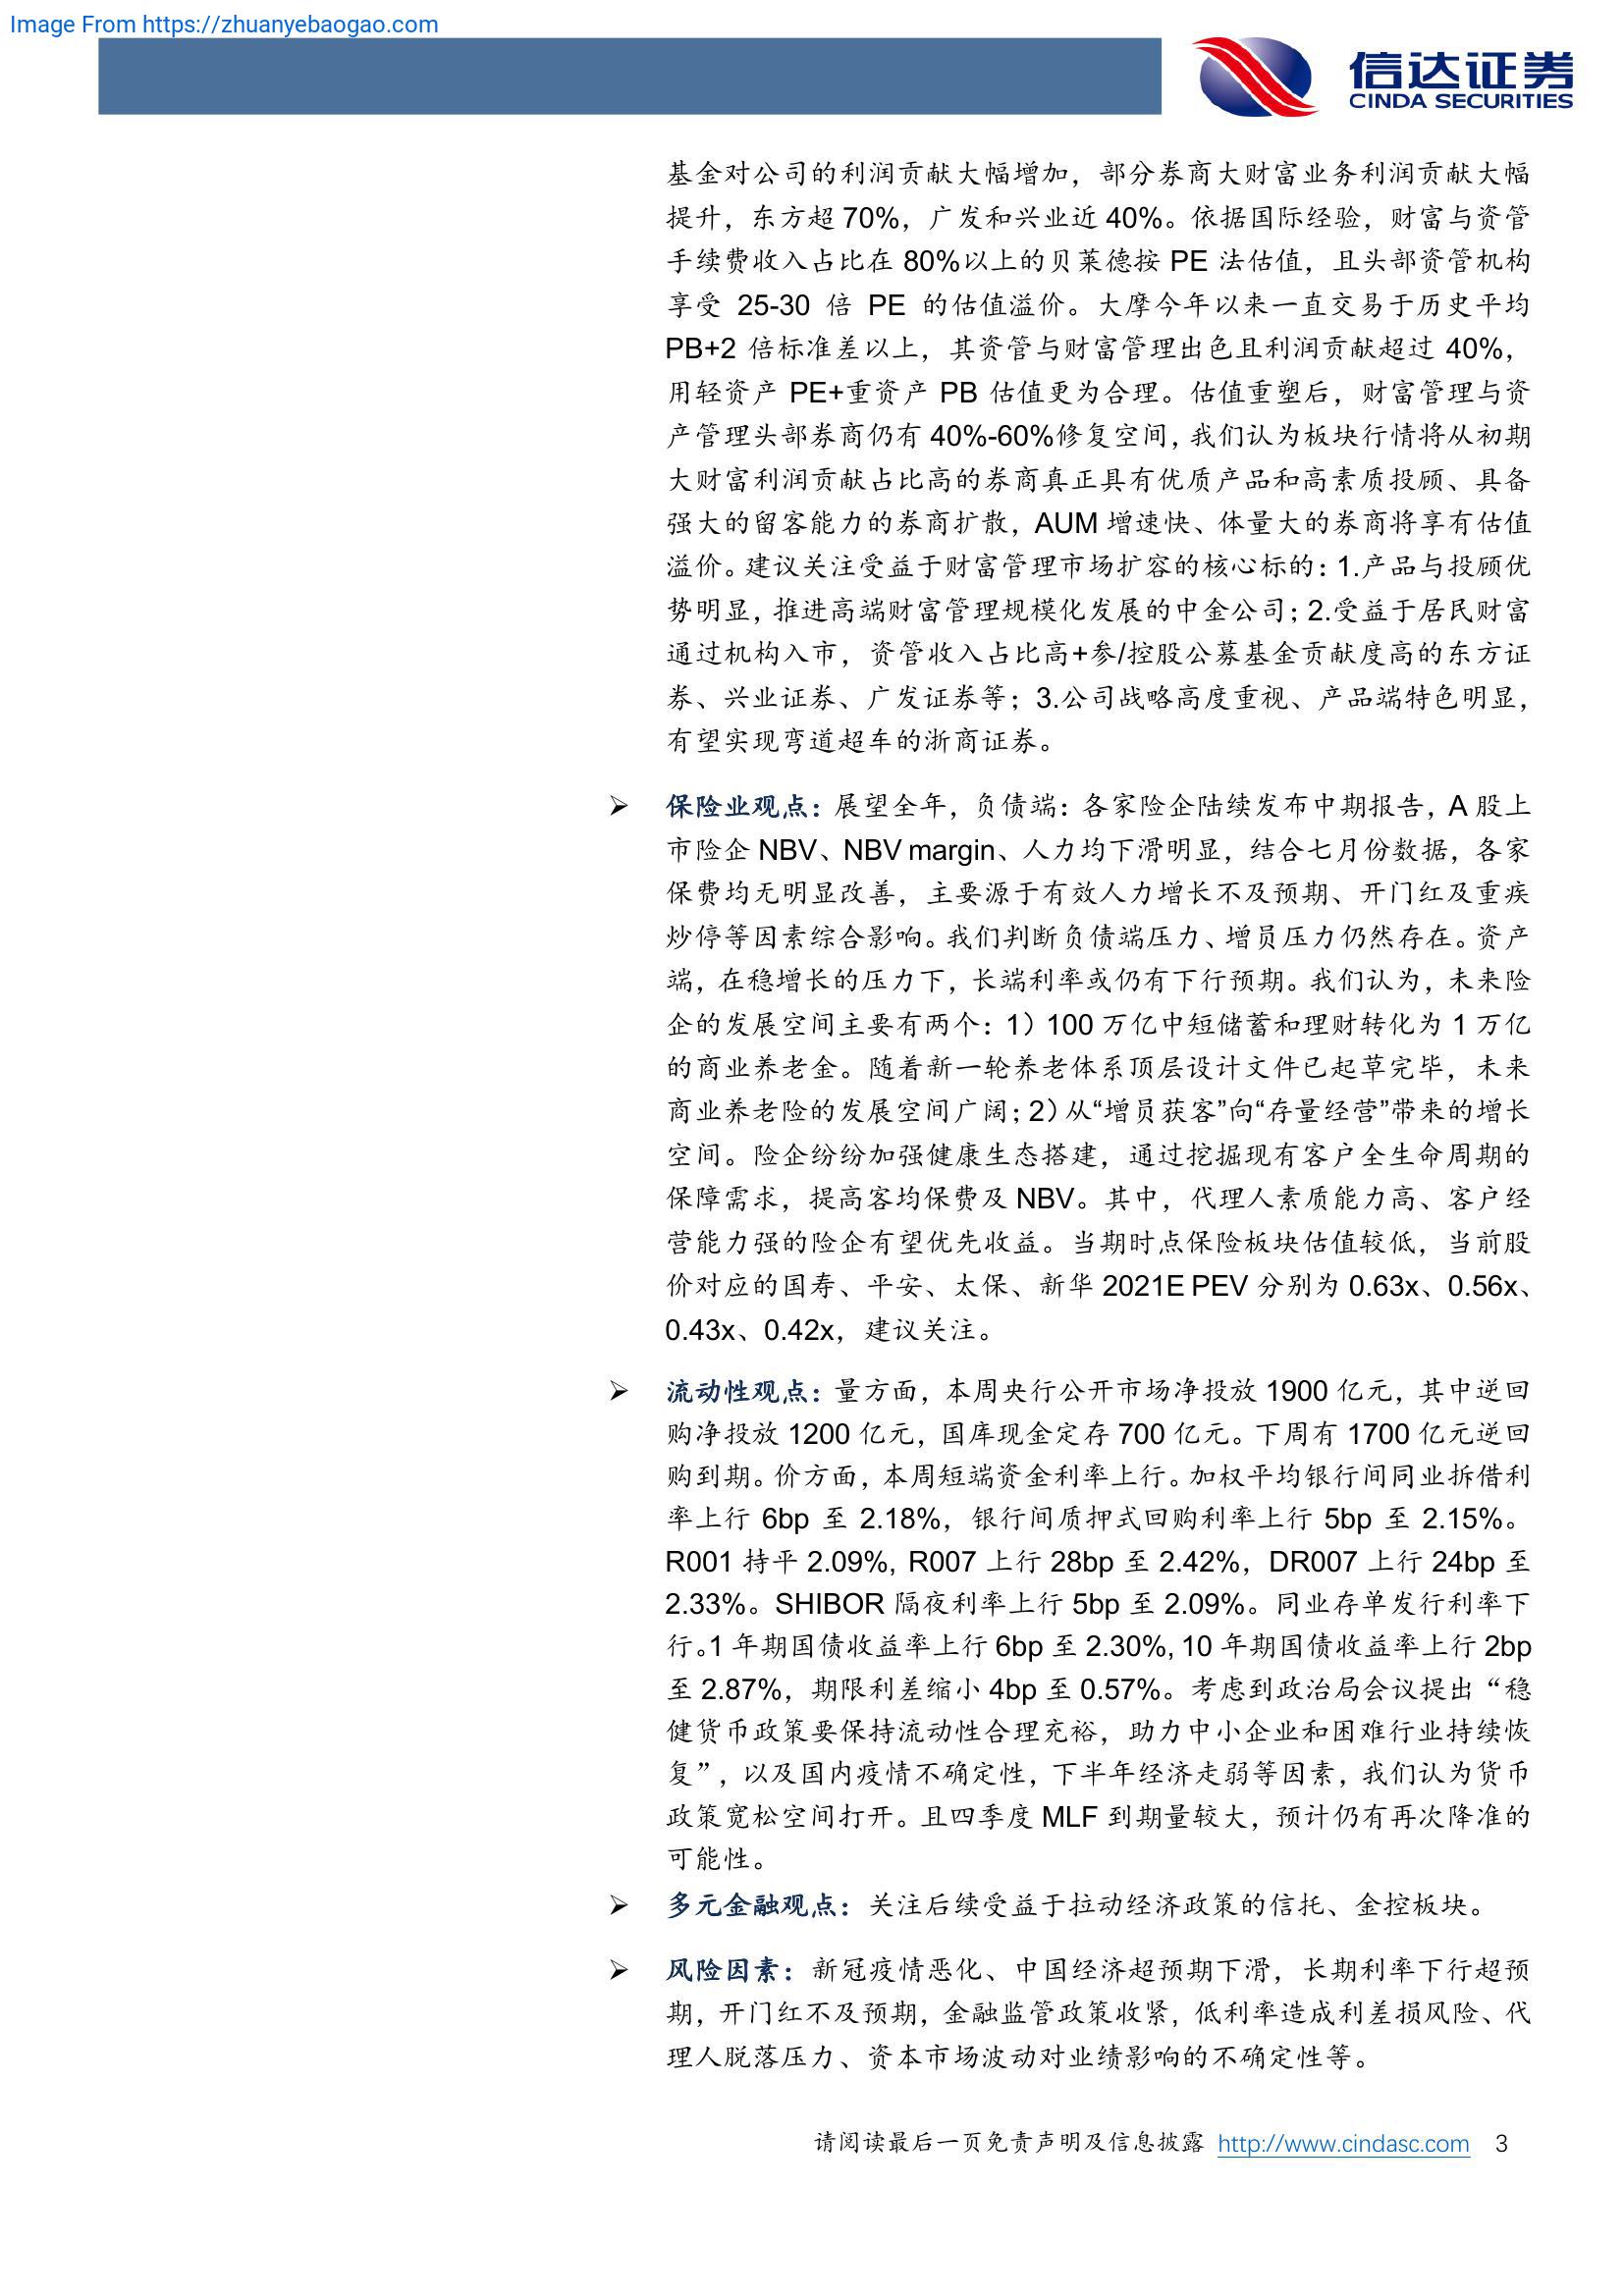 Image From https://zhuanyebaogao.com
信达证券
CINDA SECURITIES
基金对公司的利润贡献大幅增加，部分券商大财富业务利润贡献大幅
提升，东方超 70%，广发和兴业近 40%。依据国际经验，财富与资管
手续费收入占比在 80%以上的贝莱德按 PE 法估值，且头部资管机构
享受 25-30 倍 PE 的估值溢价。大摩今年以来一直交易于历史平均
PB+2 倍标准差以上，其资管与财富管理出色且利润贡献超过 40%，
用轻资产 PE+重资产 PB 估值更为合理。估值重塑后，财富管理与资
产管理头部券商仍有 40%-60%修复空间，我们认为板块行情将从初期
大财富利润贡献占比高的券商真正具有优质产品和高素质投顾、具备
强大的留客能力的券商扩散，AUM 增速快、体量大的券商将享有估值
溢价。建议关注受益于财富管理市场扩容的核心标的：1.产品与投顾优
势明显，推进高端财富管理规模化发展的中金公司；2.受益于居民财富
通过机构入市，资管收入占比高+参/控股公募基金贡献度高的东方证
券、兴业证券、广发证券等；3.公司战略高度重视、产品端特色明显，
有望实现弯道超车的浙商证券。
➢ 保险业观点：展望全年，负债端：各家险企陆续发布中期报告，A 股上
市险企 NBV、NBV margin、人力均下滑明显，结合七月份数据，各家
保费均无明显改善，主要源于有效人力增长不及预期、开门红及重疾
炒停等因素综合影响。我们判断负债端压力、增员压力仍然存在。资产
端，在稳增长的压力下，长端利率或仍有下行预期。我们认为，未来险
企的发展空间主要有两个：1）100 万亿中短储蓄和理财转化为 1 万亿
的商业养老金。随着新一轮养老体系顶层设计文件已起草完毕，未来
商业养老险的发展空间广阔；2）从“增员获客”向“存量经营”带来的增长
空间。险企纷纷加强健康生态搭建，通过挖掘现有客户全生命周期的
保障需求，提高客均保费及 NBV。其中，代理人素质能力高、客户经
营能力强的险企有望优先收益。当期时点保险板块估值较低，当前股
价对应的国寿、平安、太保、新华 2021E PEV 分别为 0.63x、0.56x、
0.43x、0.42x，建议关注。
➢ 流动性观点：量方面，本周央行公开市场净投放 1900 亿元，其中逆回
购净投放 1200 亿元，国库现金定存 700 亿元。下周有 1700 亿元逆回
购到期。价方面，本周短端资金利率上行。加权平均银行间同业拆借利
率上行 6bp 至 2.18%，银行间质押式回购利率上行 5bp 至 2.15%。
R001 持平 2.09%, R007 上行 28bp 至 2.42%，DR007 上行 24bp 至
2.33%。SHIBOR 隔夜利率上行 5bp 至 2.09%。同业存单发行利率下
行。1 年期国债收益率上行 6bp 至 2.30%, 10 年期国债收益率上行 2bp
至 2.87%，期限利差缩小 4bp 至 0.57%。考虑到政治局会议提出“稳
健货币政策要保持流动性合理充裕，助力中小企业和困难行业持续恢
复”，以及国内疫情不确定性，下半年经济走弱等因素，我们认为货币
政策宽松空间打开。且四季度 MLF 到期量较大，预计仍有再次降准的
可能性。
➢ 多元金融观点：关注后续受益于拉动经济政策的信托、金控板块。
➢ 风险因素：新冠疫情恶化、中国经济超预期下滑，长期利率下行超预
期，开门红不及预期，金融监管政策收紧, 低利率造成利差损风险、代
理人脱落压力、资本市场波动对业绩影响的不确定性等。
请阅读最后一页免责声明及信息披露 http://www.cindasc.com 3